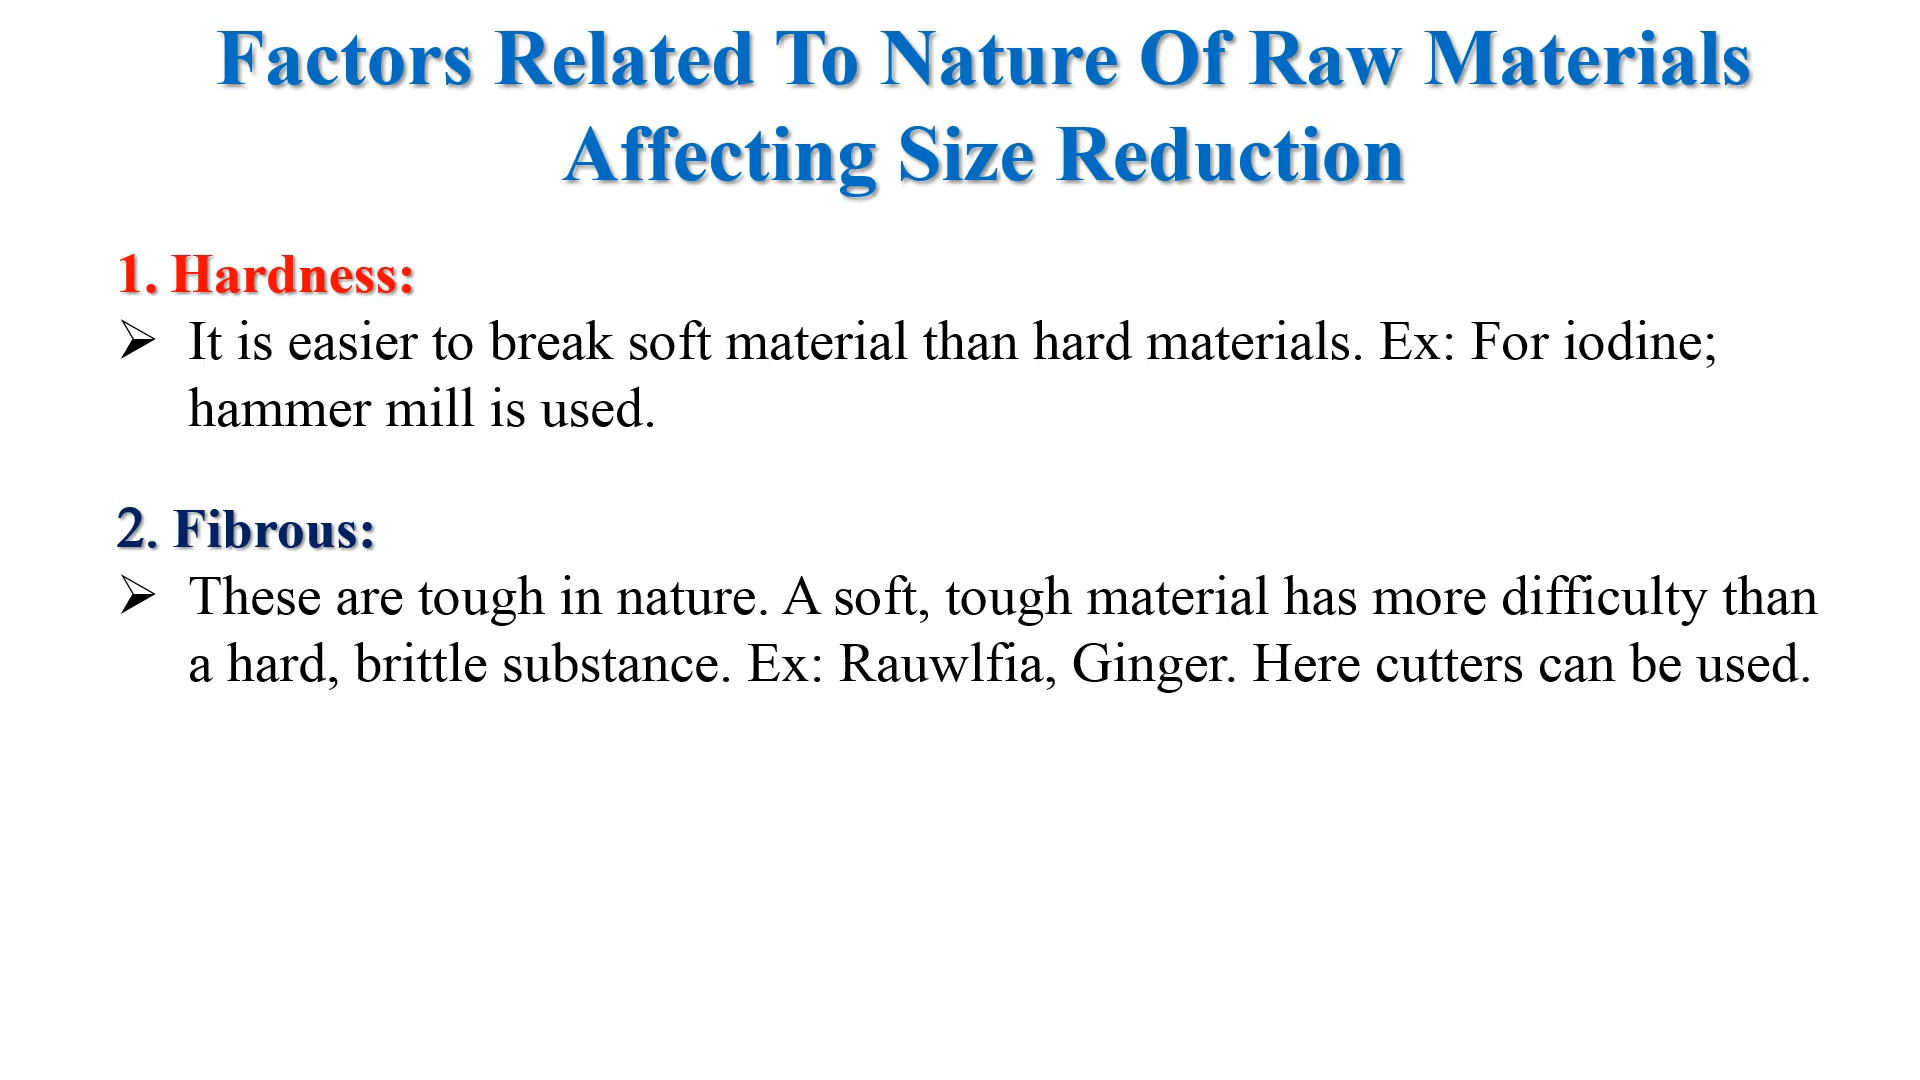 Factors Related To Nature Of Raw Materials
Affecting Size Reduction
1. Hardness:
➢ It is easier to break soft material than hard materials. Ex: For iodine;
hammer mill is used.
2. Fibrous:
➢ These are tough in nature. A soft, tough material has more difficulty than
a hard, brittle substance. Ex: Rauwlfia, Ginger. Here cutters can be used.